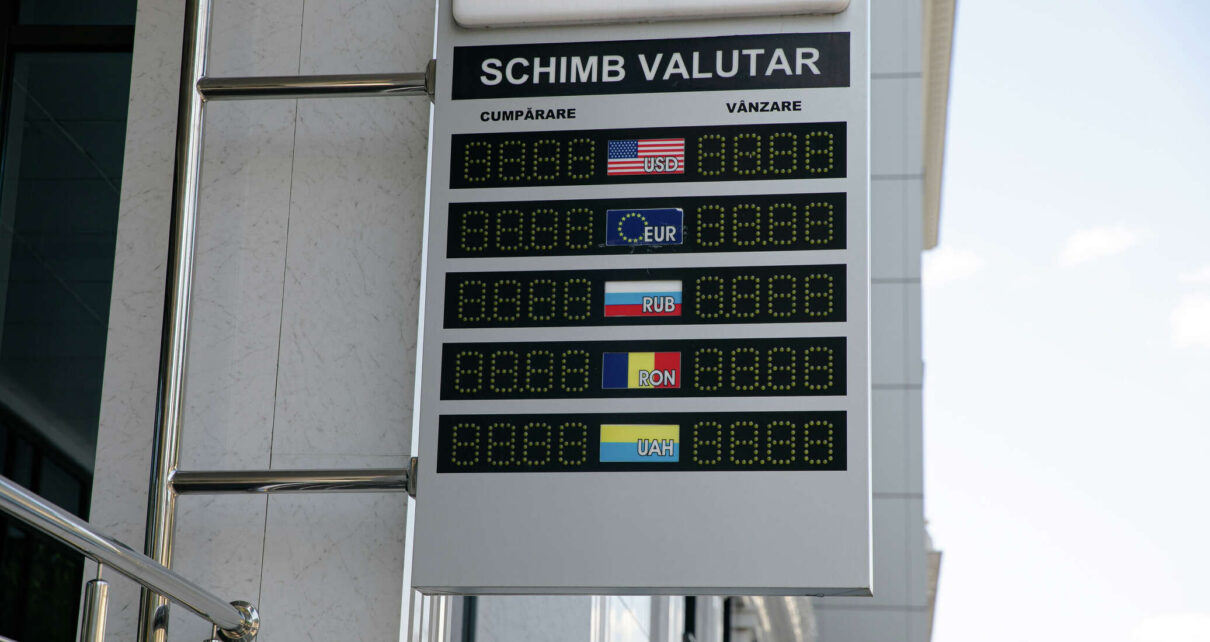 SCHIMB VALUTAR
CUMPĂRARE VÂNZARE
USD
EUR
RUB
RON
UAH